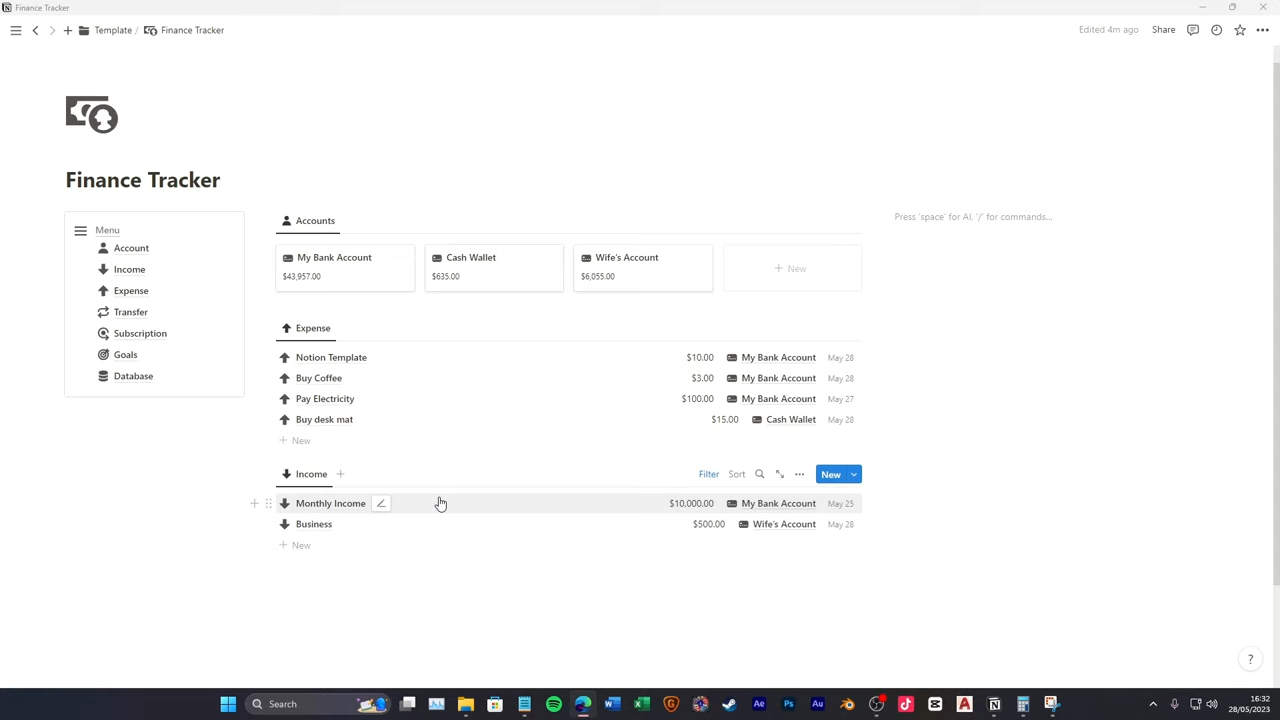 Finance Tracker
Template / Finance Tracker
Edited 4m ago Share
Finance Tracker
Menu
Account
Income
Expense
Transfer
Subscription
Goals
Database
Accounts
My Bank Account Cash Wallet Wife's Account + New
$43,957.00 $635.00 $6,055.00
Expense
Notion Template $10.00 My Bank Account May 28
Buy Coffee $3.00 My Bank Account May 28
Pay Electricity $100.00 My Bank Account May 27
Buy desk mat $15.00 Cash Wallet May 28
+ New
Income + Filter Sort New
Monthly Income $10,000.00 My Bank Account May 25
Business $500.00 Wife's Account May 28
+ New
Press 'space' for AI, '/' for commands...
?
Search
16:32
28/05/2023